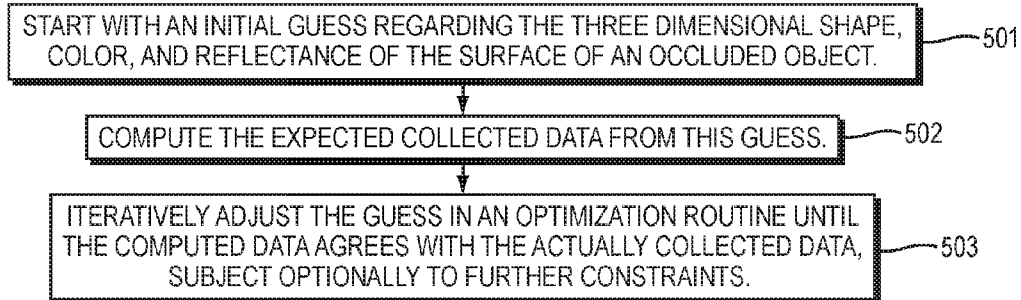 START WITH AN INITIAL GUESS REGARDING THE THREE DIMENSIONAL SHAPE,
COLOR, AND REFLECTANCE OF THE SURFACE OF AN OCCLUDED OBJECT.
501
COMPUTE THE EXPECTED COLLECTED DATA FROM THIS GUESS.
502
ITERATIVELY ADJUST THE GUESS IN AN OPTIMIZATION ROUTINE UNTIL
THE COMPUTED DATA AGREES WITH THE ACTUALLY COLLECTED DATA,
SUBJECT OPTIONALLY TO FURTHER CONSTRAINTS.
503